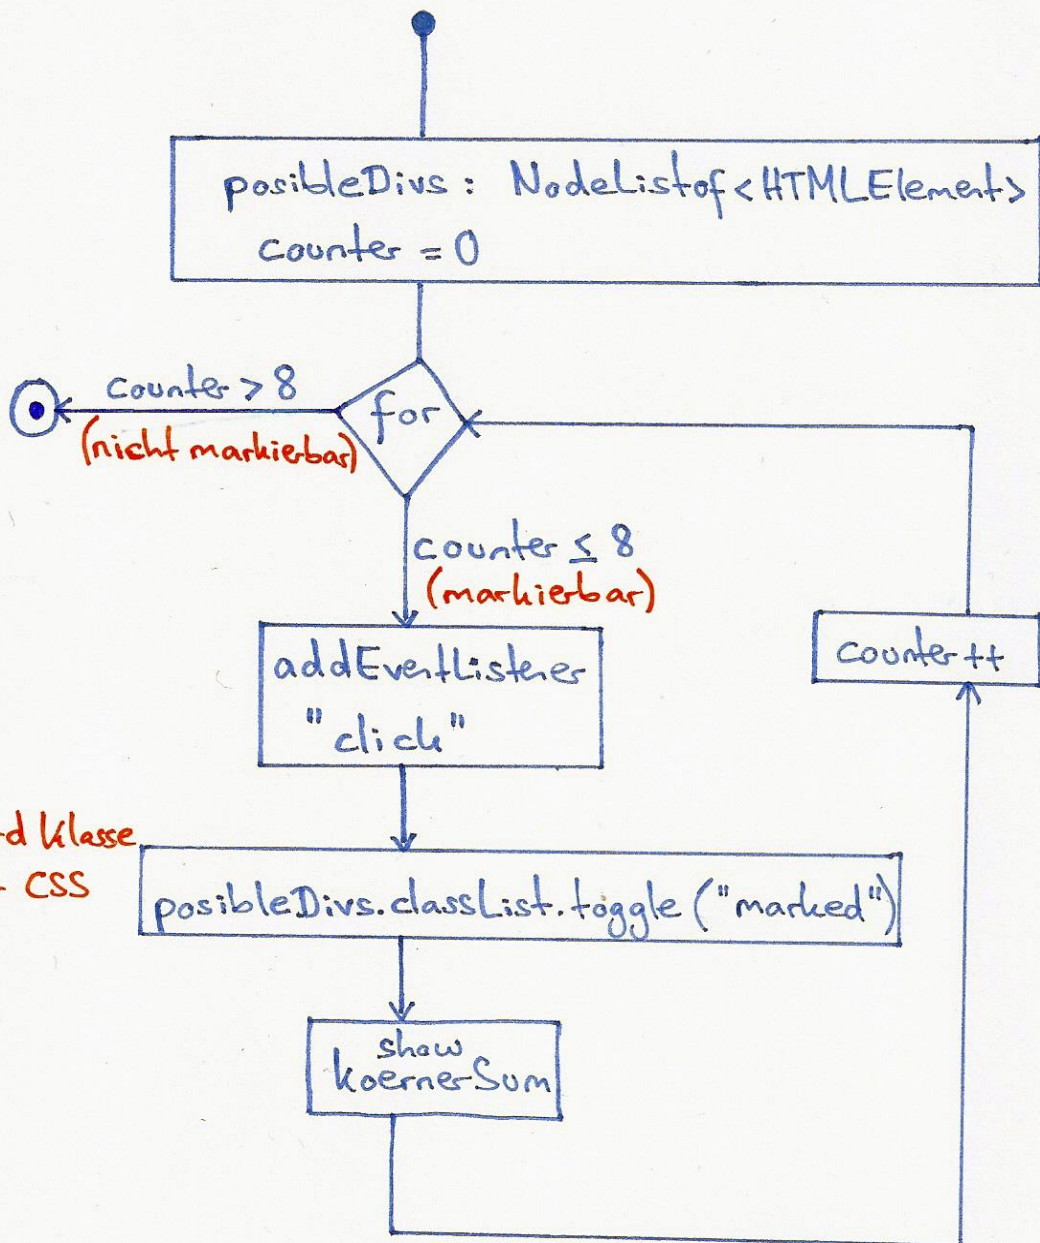 posibleDivs: NodeListof<HTMLElement>
counter = 0
counter > 8
(nicht markierbar)
for
counter ≤ 8
(markierbar)
addEventListener
"click"
counter++
Klasse
CSS
posibleDivs.classList.toggle("marked")
show
koernerSum